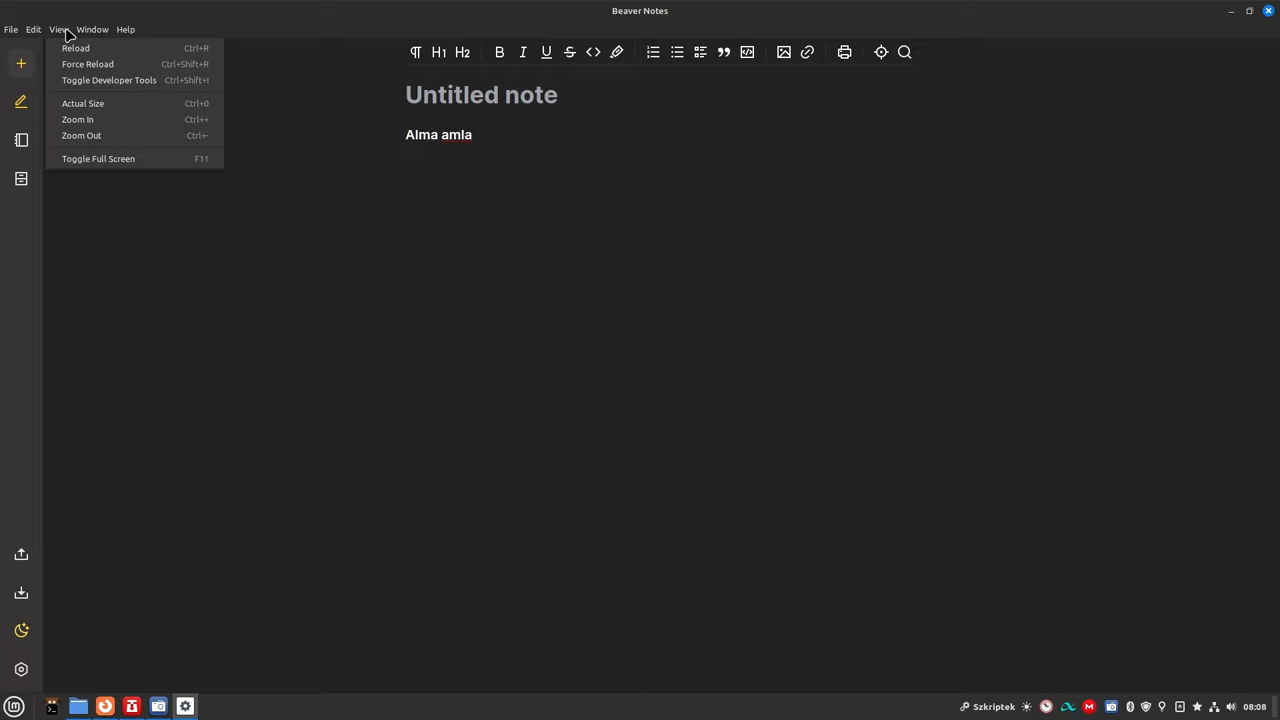 Beaver Notes
File Edit View Window Help
Reload Ctrl+R
Force Reload Ctrl+Shift+R
Toggle Developer Tools Ctrl+Shift+I
Actual Size Ctrl+0
Zoom In Ctrl++
Zoom Out Ctrl+-
Toggle Full Screen F11
H1 H2 B I U S
Untitled note
Alma amla
Szkriptek 08:08